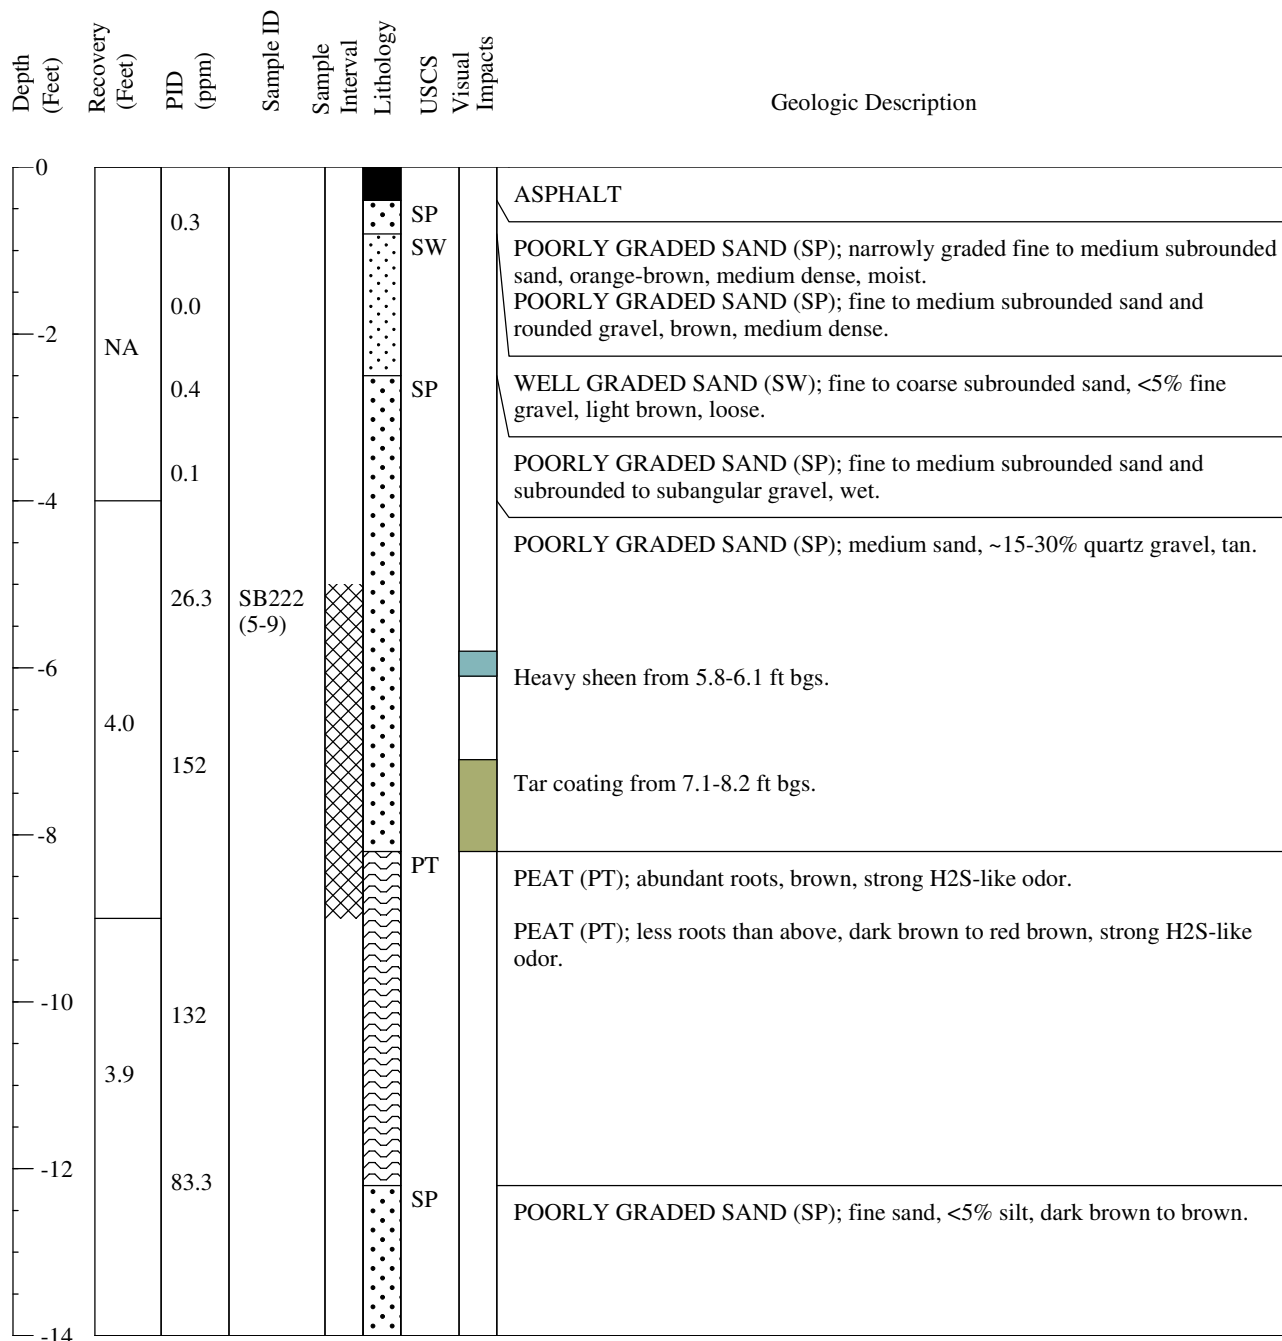 Depth
(Feet)
Recovery
(Feet)
PID
(ppm)
Sample ID
Sample
Interval
Lithology
USCS
Visual
Impacts
Geologic Description
0
-2
-4
-6
-8
-10
-12
-14
NA
4.0
3.9
0.3
0.0
0.4
0.1
26.3
152
132
83.3
SB222
(5-9)
SP
SW
SP
PT
SP
ASPHALT
POORLY GRADED SAND (SP); narrowly graded fine to medium subrounded
sand, orange-brown, medium dense, moist.
POORLY GRADED SAND (SP); fine to medium subrounded sand and
rounded gravel, brown, medium dense.
WELL GRADED SAND (SW); fine to coarse subrounded sand, <5% fine
gravel, light brown, loose.
POORLY GRADED SAND (SP); fine to medium subrounded sand and
subrounded to subangular gravel, wet.
POORLY GRADED SAND (SP); medium sand, ~15-30% quartz gravel, tan.
Heavy sheen from 5.8-6.1 ft bgs.
Tar coating from 7.1-8.2 ft bgs.
PEAT (PT); abundant roots, brown, strong H2S-like odor.
PEAT (PT); less roots than above, dark brown to red brown, strong H2S-like
odor.
POORLY GRADED SAND (SP); fine sand, <5% silt, dark brown to brown.